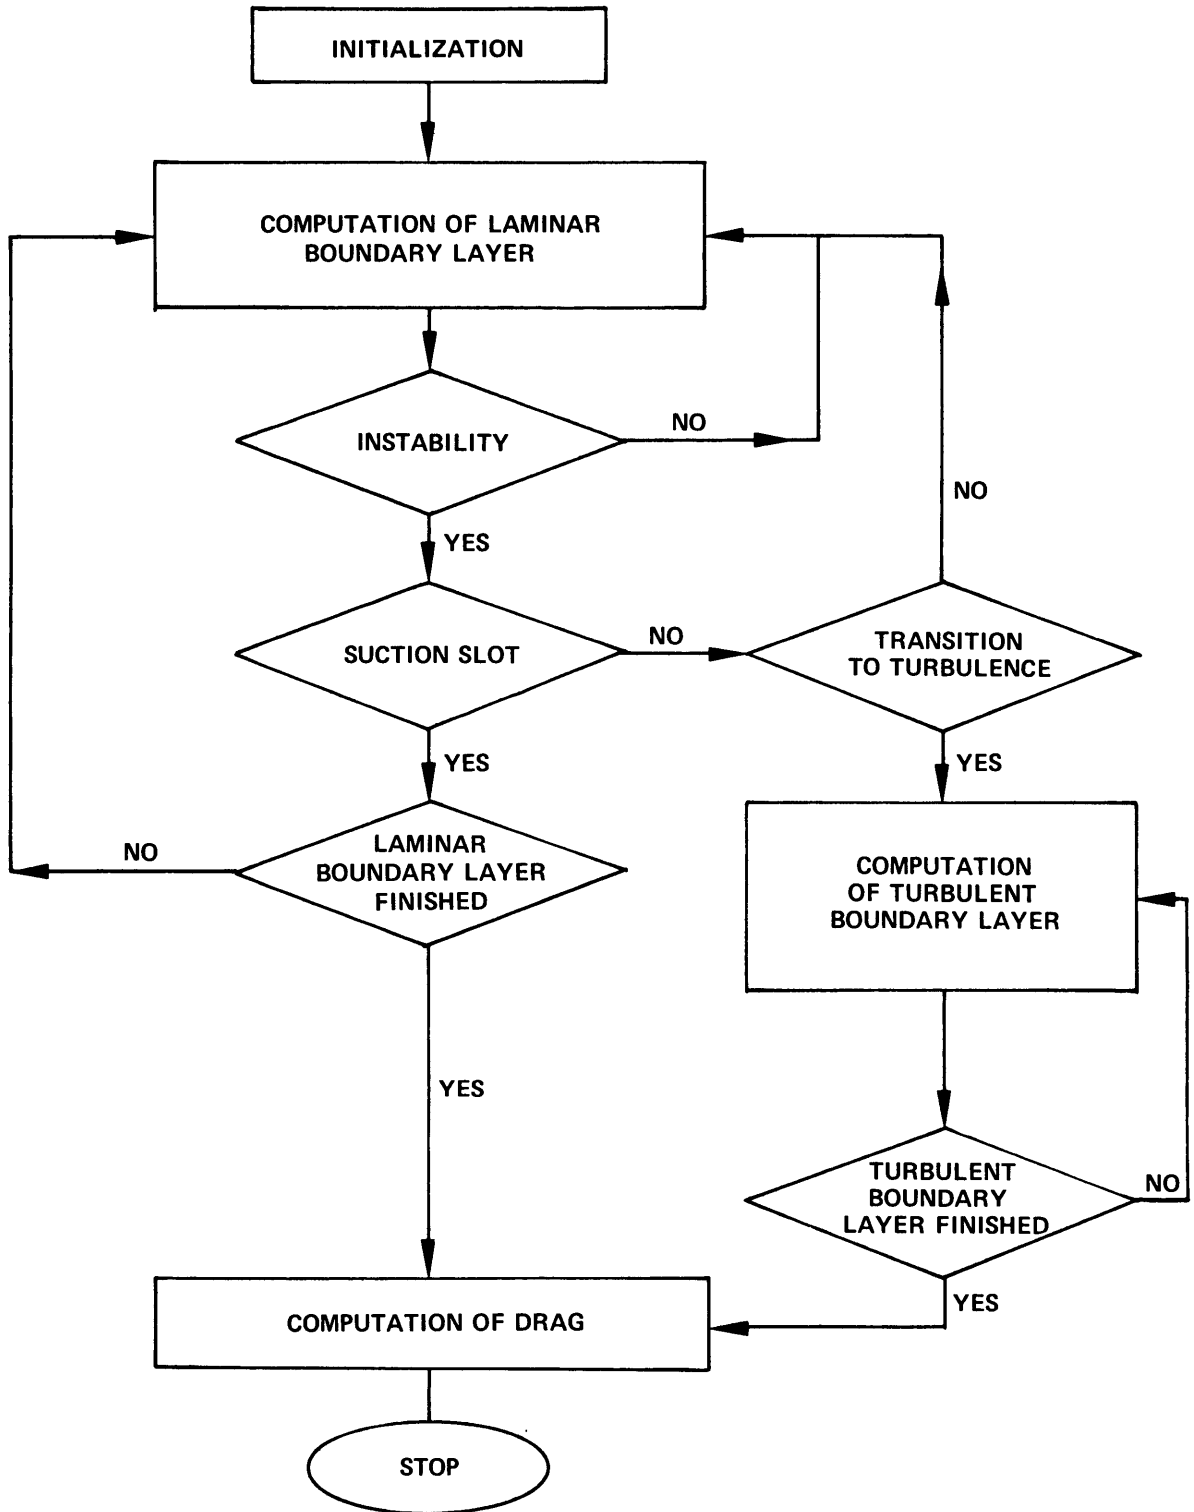 INITIALIZATION
COMPUTATION OF LAMINAR
BOUNDARY LAYER
INSTABILITY
NO
YES
NO
SUCTION SLOT
NO
TRANSITION
TO TURBULENCE
YES
YES
LAMINAR
BOUNDARY LAYER
FINISHED
NO
COMPUTATION
OF TURBULENT
BOUNDARY LAYER
YES
TURBULENT
BOUNDARY
LAYER FINISHED
NO
YES
COMPUTATION OF DRAG
STOP